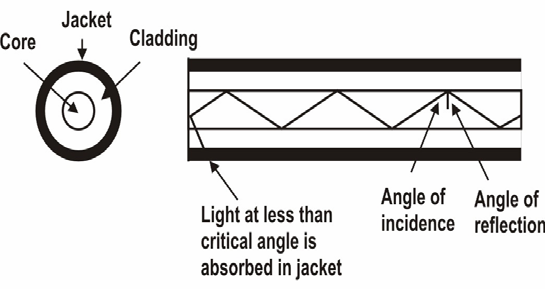 Jacket
Core
Cladding
Light at less than
critical angle is
absorbed in jacket
Angle of
incidence
Angle of
reflection